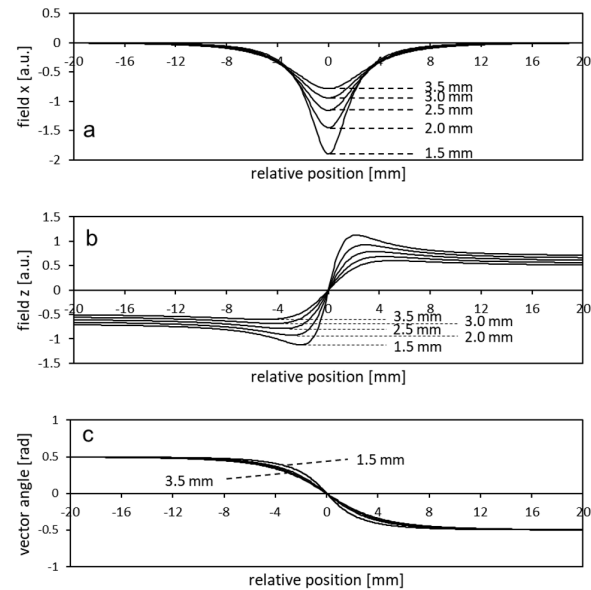 0.5
0
-20 -16 -12 -8 -4 0 4 8 12 16 20
-0.5
-1
-1.5
-2
field x [a.u.]
a
3.5 mm
3.0 mm
2.5 mm
2.0 mm
1.5 mm
relative position [mm]
1.5
1
0.5
0
-20 -16 -12 -8 -4 0 4 8 12 16 20
-0.5
-1
-1.5
field z [a.u.]
b
3.5 mm
3.0 mm
2.5 mm
2.0 mm
1.5 mm
relative position [mm]
1
0.5
0
-20 -16 -12 -8 -4 0 4 8 12 16 20
-0.5
-1
vector angle [rad]
c
1.5 mm
3.5 mm
relative position [mm]